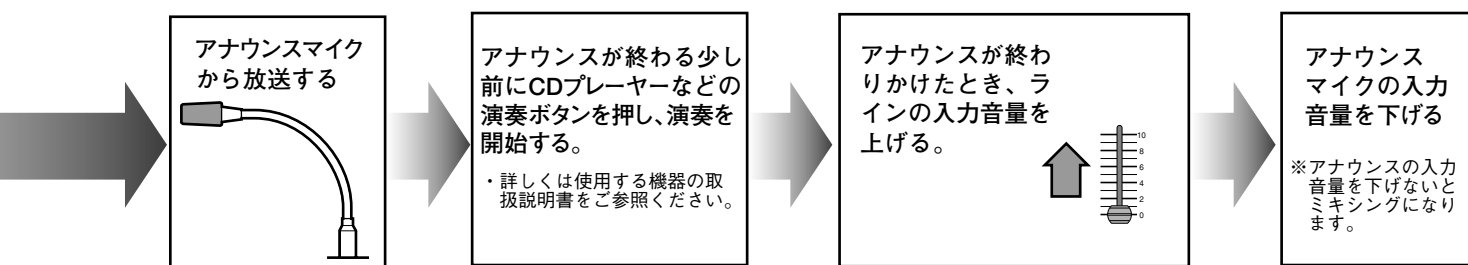 アナウンスマイク
から放送する
アナウンスが終わる少し
前にCDプレーヤーなどの
演奏ボタンを押し、演奏を
開始する。
・詳しくは使用する機器の取
扱説明書をご参照ください。
アナウンスが終わ
りかけたとき、ラ
インの入力音量を
上げる。
10
8
6
4
2
0
アナウンス
マイクの入力
音量を下げる
※アナウンスの入力
音量を下げないと
ミキシングになり
ます。